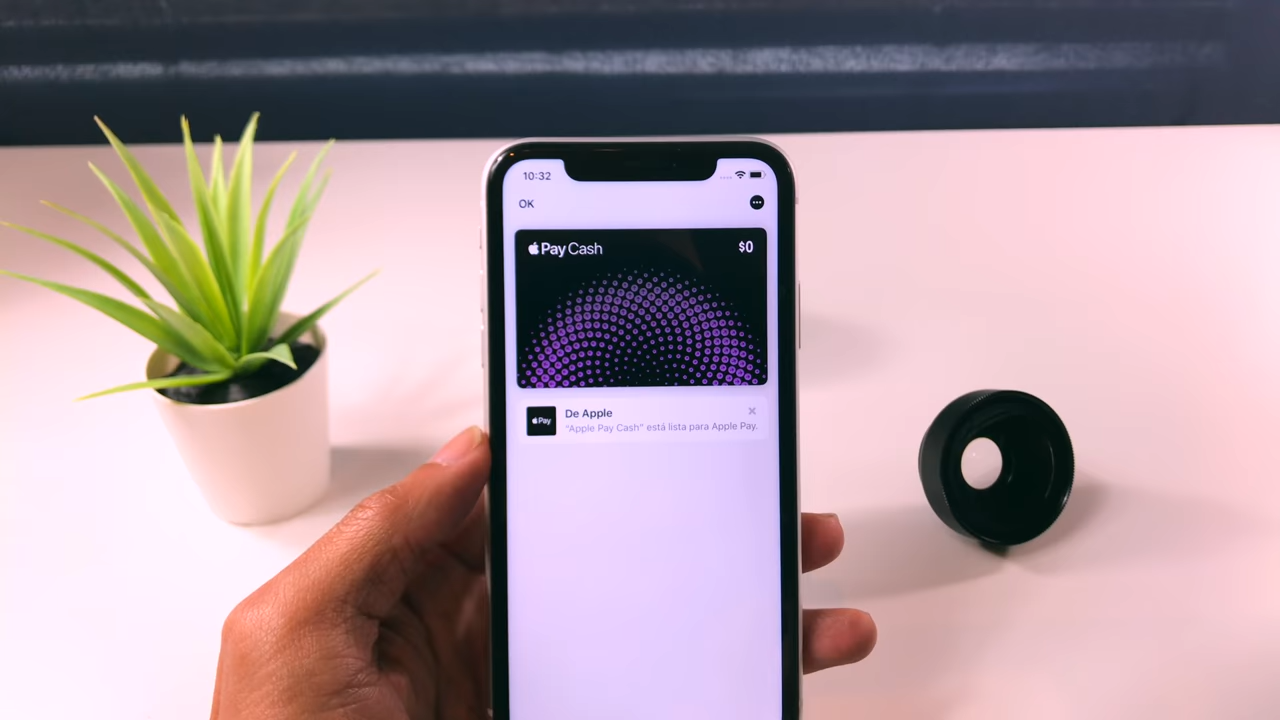 10:32
OK
Pay Cash
$0
De Apple
“Apple Pay Cash” está lista para Apple Pay.
Pay